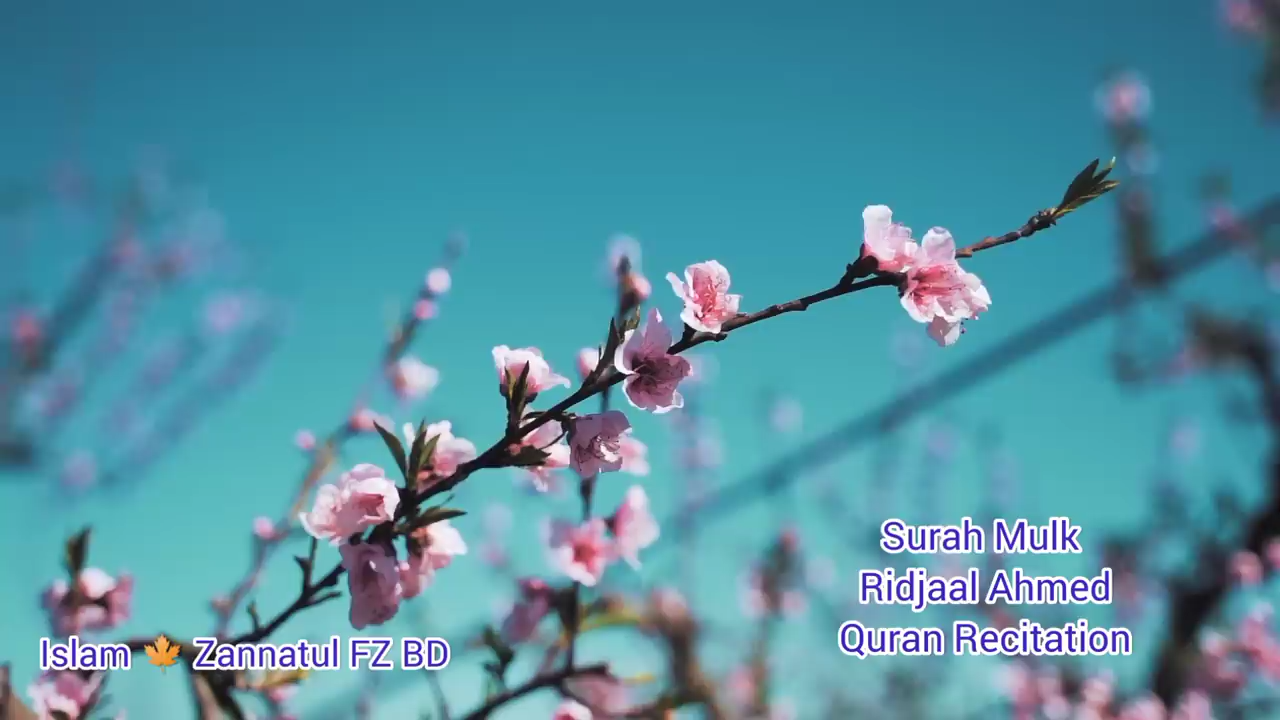 Surah Mulk
Ridjaal Ahmed
Quran Recitation
Islam 🍁 Zannatul FZ BD